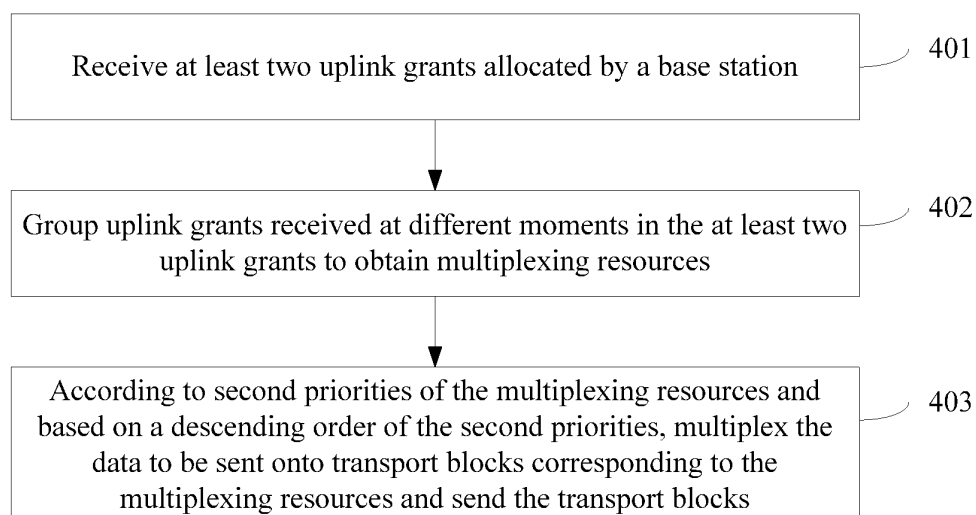 Receive at least two uplink grants allocated by a base station
401
Group uplink grants received at different moments in the at least two
uplink grants to obtain multiplexing resources
402
According to second priorities of the multiplexing resources and
based on a descending order of the second priorities, multiplex the
data to be sent onto transport blocks corresponding to the
multiplexing resources and send the transport blocks
403